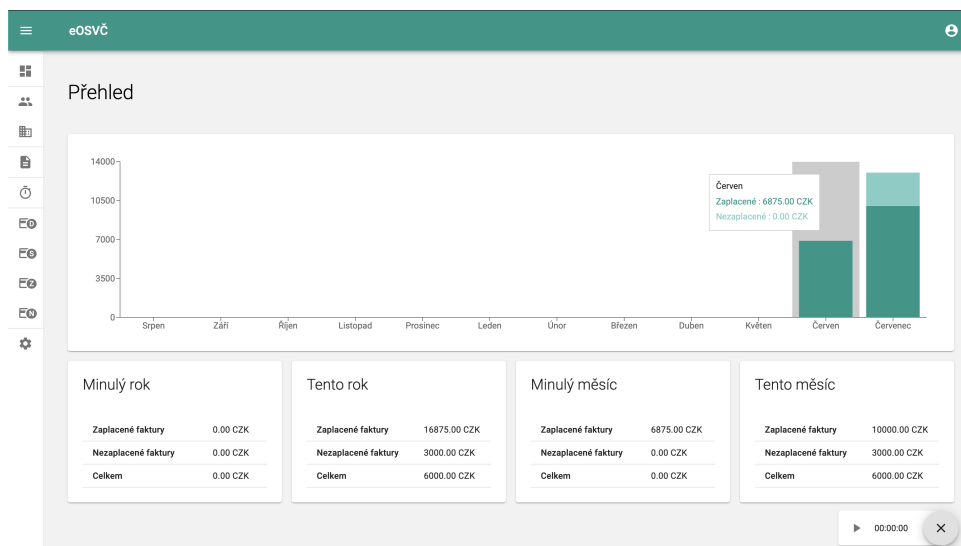 eOSVČ
Přehled
14000
10500
7000
3500
0
Červen
Zaplacené : 6875.00 CZK
Nezaplacené : 0.00 CZK
Srpen Září Říjen Listopad Prosinec Leden Únor Březen Duben Květen Červen Červenec
D
S
Z
N
Minulý rok
Zaplacené faktury 0.00 CZK
Nezaplacené faktury 0.00 CZK
Celkem 0.00 CZK
Tento rok
Zaplacené faktury 16875.00 CZK
Nezaplacené faktury 3000.00 CZK
Celkem 6000.00 CZK
Minulý měsíc
Zaplacené faktury 6875.00 CZK
Nezaplacené faktury 0.00 CZK
Celkem 0.00 CZK
Tento měsíc
Zaplacené faktury 10000.00 CZK
Nezaplacené faktury 3000.00 CZK
Celkem 6000.00 CZK
00:00:00